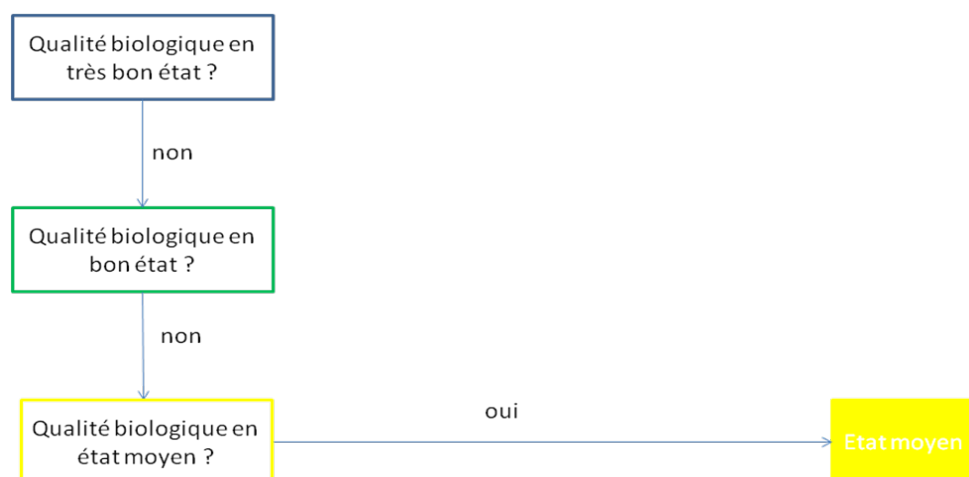 Qualité biologique en
très bon état ?
non
Qualité biologique en
bon état ?
non
Qualité biologique en
état moyen ?
oui
Etat moyen